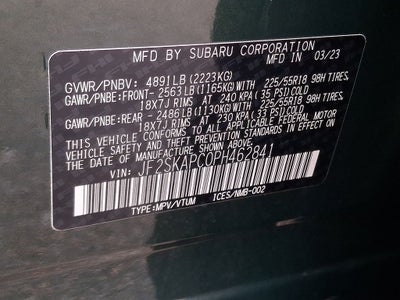 MFD BY SUBARU CORPORATION
MFD IN 03/23
GVWR/PNBV: 4891LB (2223KG)
GAWR/PNBE:FRONT- 2563LB(1165KG)WITH 225/55R18 98H TIRES,
18X7J RIMS AT 240 KPA (35 PSI)COLD
GAWR/PNBE:REAR - 2486LB(1130KG)WITH 225/55R18 98H TIRES,
18X7J RIMS AT 230 KPA (33 PSI)COLD
THIS VEHICLE CONFORMS TO ALL APPLICABLE FEDERAL MOTOR
VEHICLE SAFETY AND THEFT PREVENTION STANDARDS IN
EFFECT ON THE DATE OF MANUFACTURE SHOWN ABOVE.
VIN: JF2SKAPC0PH462841
TYPE:MPV/VTUM ICES/NMB-002